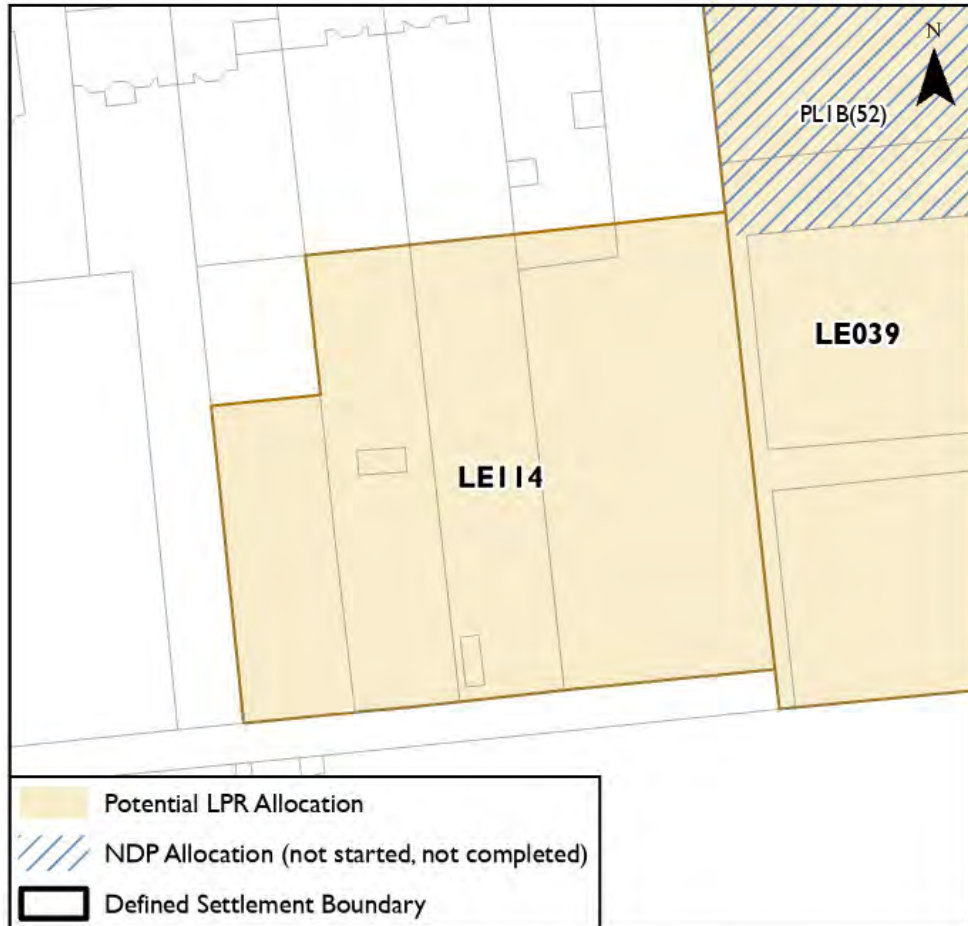 N
PL1B(52)
LE039
LE114
Potential LPR Allocation
NDP Allocation (not started, not completed)
Defined Settlement Boundary